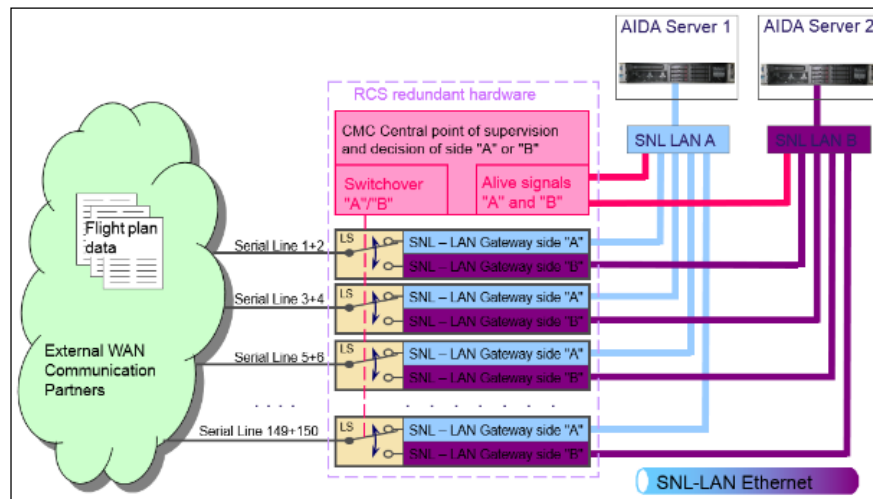 AIDA Server 1
AIDA Server 2
RCS redundant hardware
CMC Central point of supervision
and decision of side "A" or "B"
SNL LAN A
SNL LAN B
Switchover
"A"/"B"
Alive signals
"A" and "B"
Flight plan
data
External WAN
Communication
Partners
Serial Line 1+2
LS
SNL – LAN Gateway side "A"
SNL – LAN Gateway side "B"
Serial Line 3+4
LS
SNL – LAN Gateway side "A"
SNL – LAN Gateway side "B"
Serial Line 5+6
LS
SNL – LAN Gateway side "A"
SNL – LAN Gateway side "B"
. . . .
. . . . . .
Serial Line 149+150
LS
SNL – LAN Gateway side "A"
SNL – LAN Gateway side "B"
SNL-LAN Ethernet